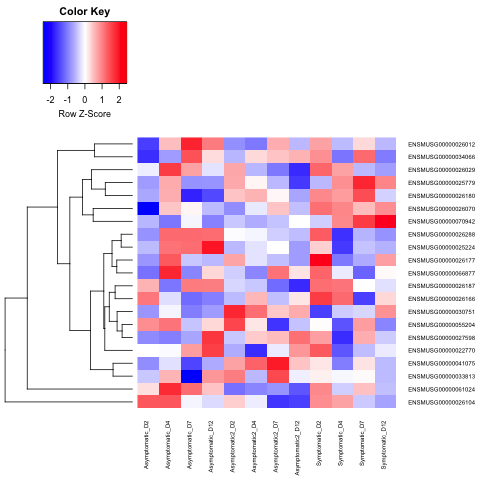 Color Key
-2 -1 0 1 2
Row Z-Score
ENSMUSG00000026012
ENSMUSG00000034066
ENSMUSG00000026029
ENSMUSG00000025779
ENSMUSG00000026180
ENSMUSG00000026070
ENSMUSG00000070942
ENSMUSG00000026288
ENSMUSG00000025224
ENSMUSG00000026177
ENSMUSG00000066877
ENSMUSG00000026187
ENSMUSG00000026166
ENSMUSG00000030751
ENSMUSG00000055204
ENSMUSG00000027598
ENSMUSG00000022770
ENSMUSG00000041075
ENSMUSG00000033813
ENSMUSG00000061024
ENSMUSG00000026104
Asymptomatic_D2
Asymptomatic_D4
Asymptomatic_D7
Asymptomatic_D12
Asymptomatic2_D2
Asymptomatic2_D4
Asymptomatic2_D7
Asymptomatic2_D12
Symptomatic_D2
Symptomatic_D4
Symptomatic_D7
Symptomatic_D12